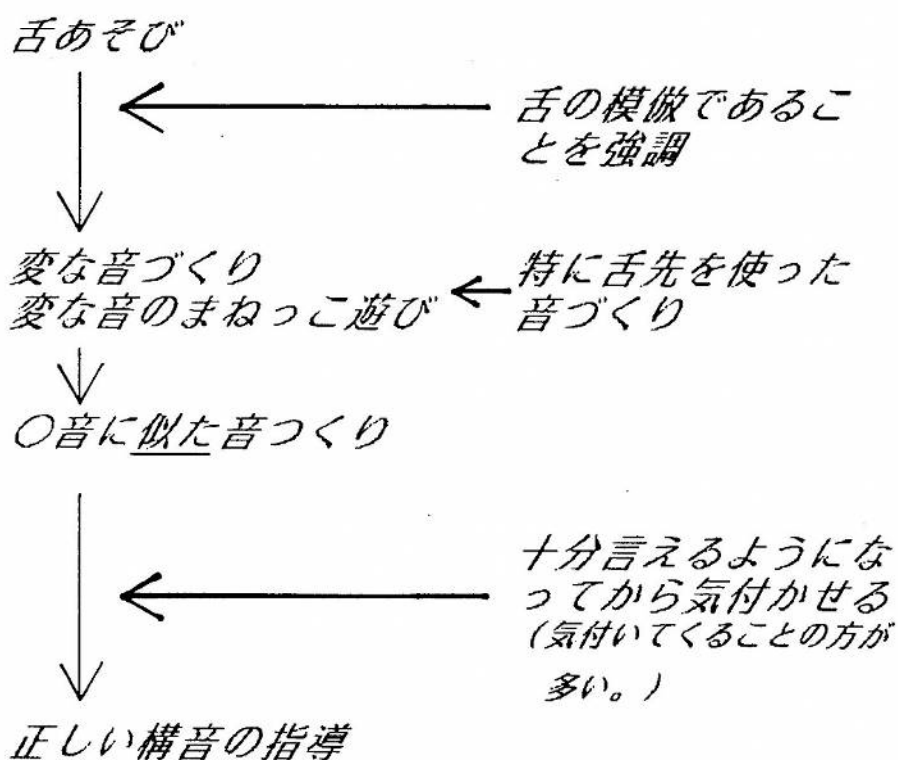 舌あそび
舌の模倣であるこ
とを強調
変な音づくり
変な音のまねっこ遊び
特に舌先を使った
音づくり
○音に似た音つくり
十分言えるようにな
ってから気付かせる
(気付いてくることの方が
多い。)
正しい構音の指導